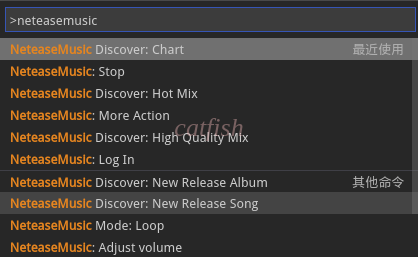 >neteasemusic
NeteaseMusic Discover: Chart 最近使用
NeteaseMusic: Stop
NeteaseMusic Discover: Hot Mix
NeteaseMusic: More Action
catfish
NeteaseMusic Discover: High Quality Mix
NeteaseMusic: Log In
NeteaseMusic Discover: New Release Album 其他命令
NeteaseMusic Discover: New Release Song
NeteaseMusic Mode: Loop
NeteaseMusic: Adjust volume